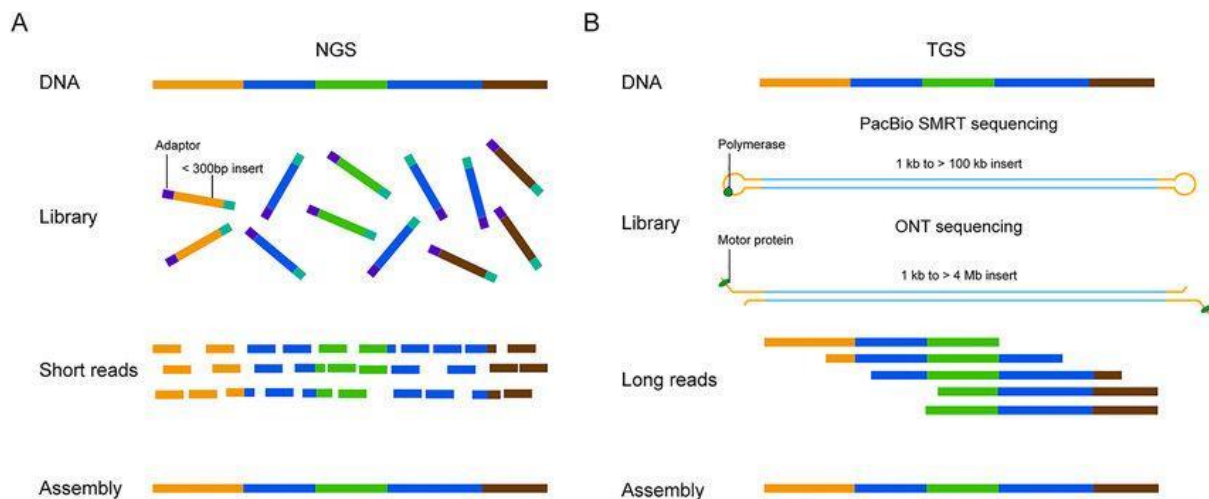 A
NGS
DNA
Adaptor
< 300bp insert
Library
Short reads
Assembly
B
TGS
DNA
PacBio SMRT sequencing
Polymerase
1 kb to > 100 kb insert
Library
ONT sequencing
Motor protein
1 kb to > 4 Mb insert
Long reads
Assembly